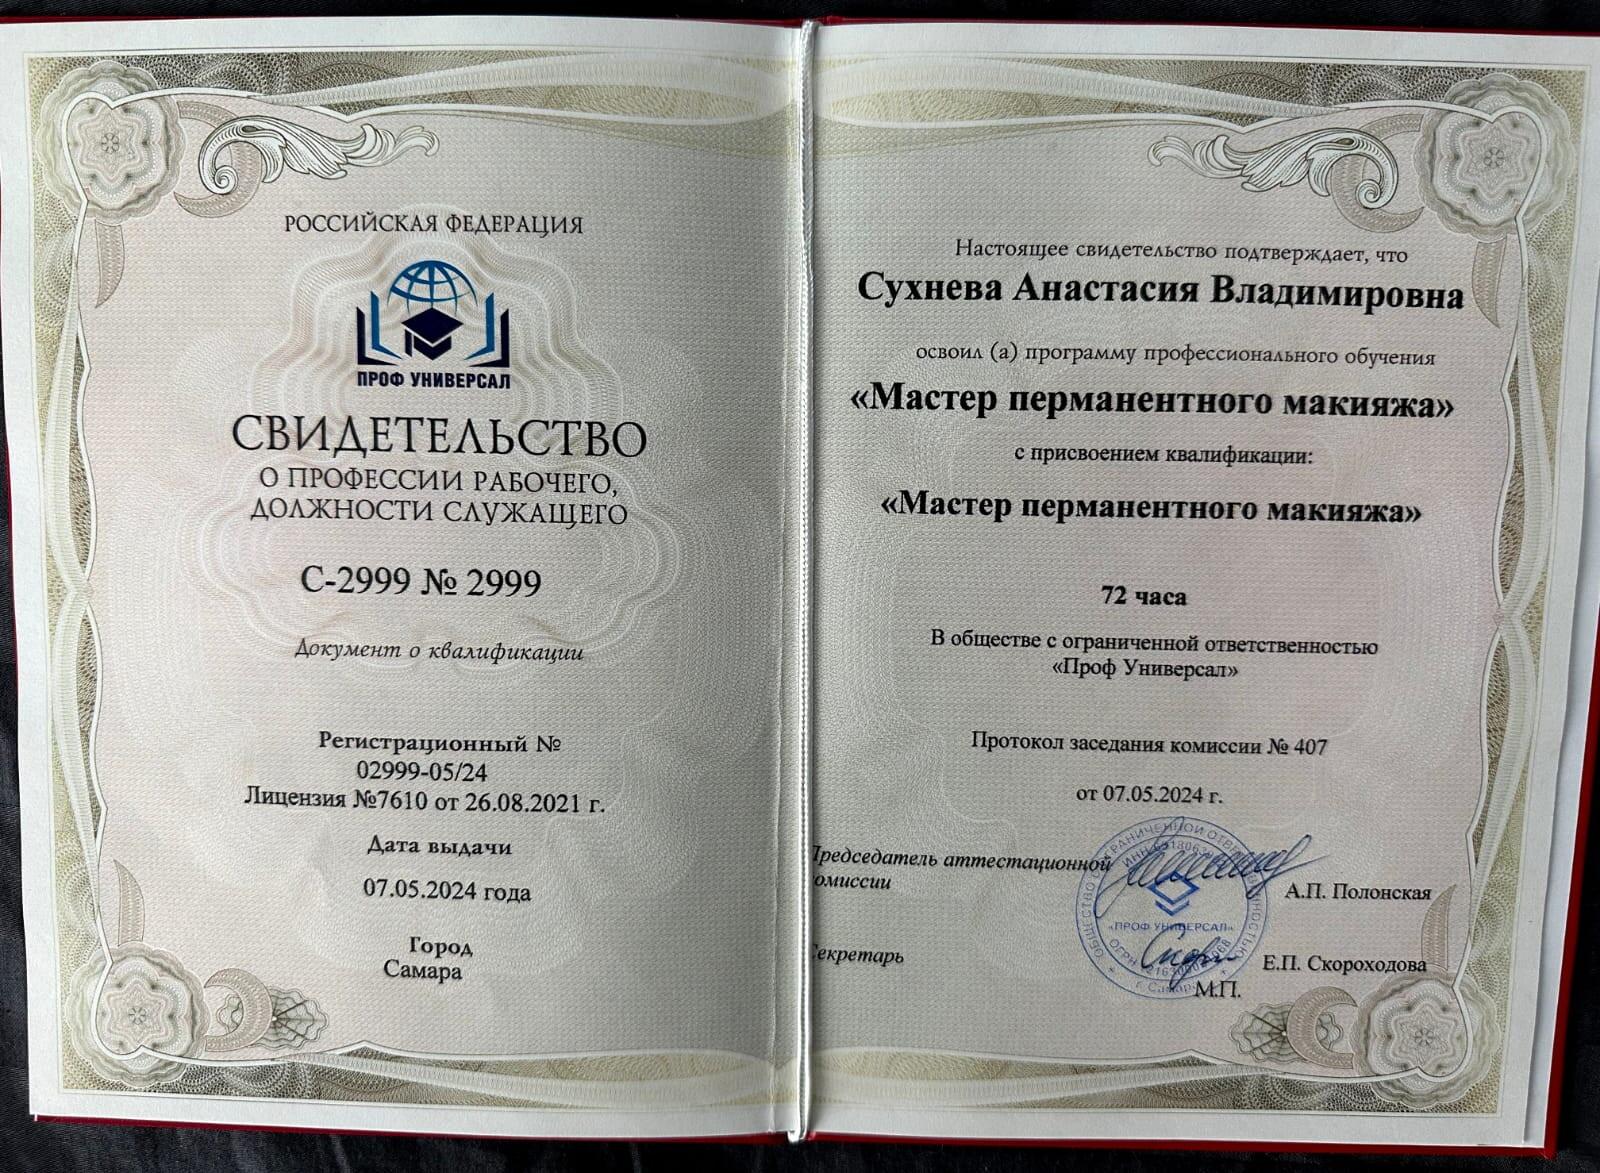 РОССИЙСКАЯ ФЕДЕРАЦИЯ
ПРОФ УНИВЕРСАЛ
СВИДЕТЕЛЬСТВО
О ПРОФЕССИИ РАБОЧЕГО,
ДОЛЖНОСТИ СЛУЖАЩЕГО
С-2999 № 2999
Документ о квалификации
Регистрационный №
02999-05/24
Лицензия №7610 от 26.08.2021 г.
Дата выдачи
07.05.2024 года
Город
Самара
Настоящее свидетельство подтверждает, что
Сухнева Анастасия Владимировна
освоил (а) программу профессионального обучения
«Мастер перманентного макияжа»
с присвоением квалификации:
«Мастер перманентного макияжа»
72 часа
В обществе с ограниченной ответственностью
«Проф Универсал»
Протокол заседания комиссии № 407
от 07.05.2024 г.
Председатель аттестационной
омиссии
А.П. Полонская
«ПРОФ УНИВЕРСАЛ»
екретарь
Е.П. Скороходова
М.П.